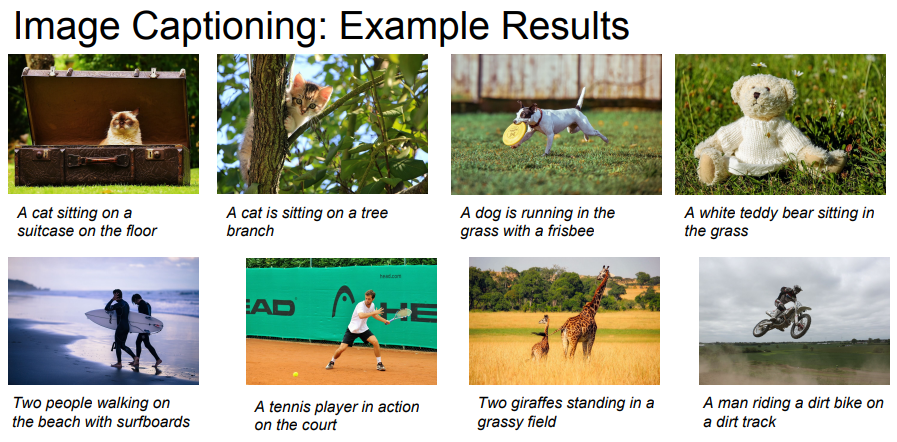 Image Captioning: Example Results
A cat sitting on a
suitcase on the floor
A cat is sitting on a tree
branch
A dog is running in the
grass with a frisbee
A white teddy bear sitting in
the grass
head.com
EAD
HE
Two people walking on
the beach with surfboards
A tennis player in action
on the court
Two giraffes standing in a
grassy field
A man riding a dirt bike on
a dirt track